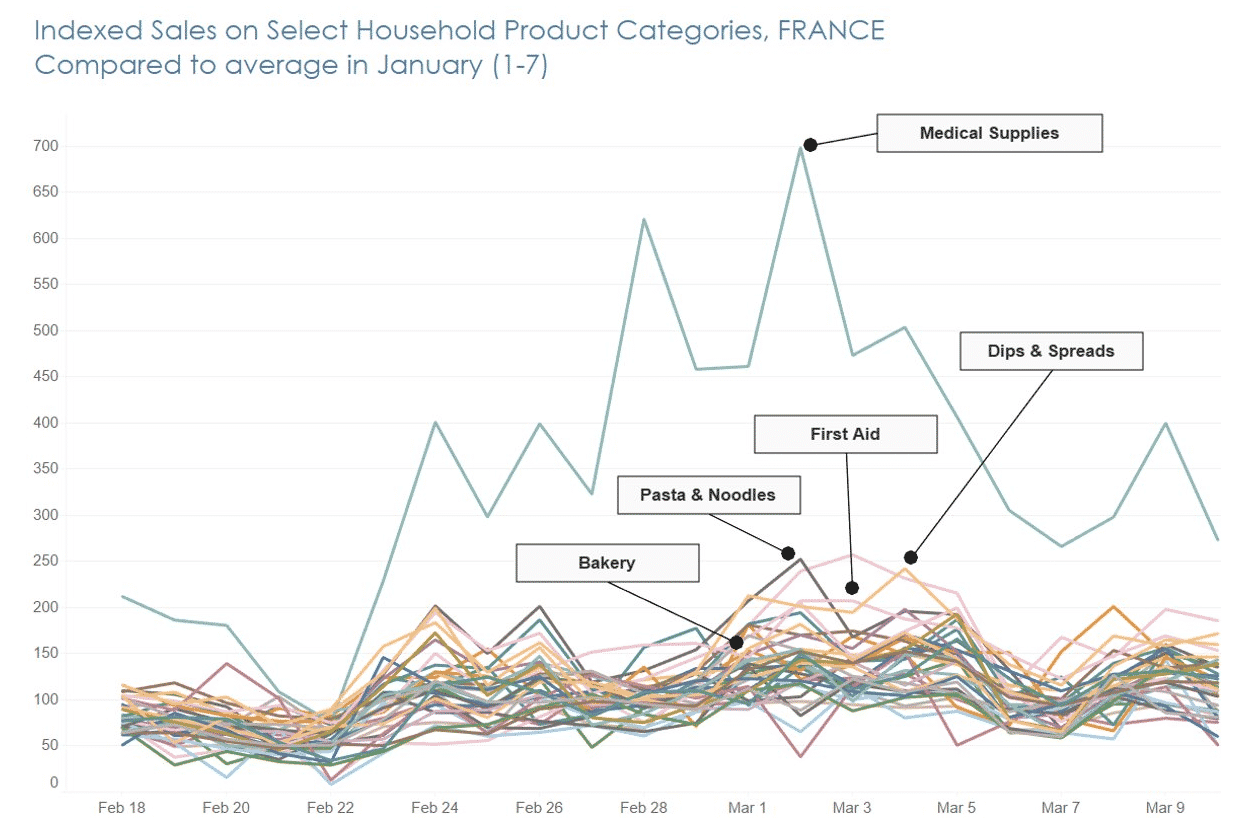 Indexed Sales on Select Household Product Categories, FRANCE
Compared to average in January (1-7)
Medical Supplies
700
650
600
550
500
Dips & Spreads
450
First Aid
400
350
Pasta & Noodles
300
Bakery
250
200
150
100
50
0
Feb 18 Feb 20 Feb 22 Feb 24 Feb 26 Feb 28 Mar 1 Mar 3 Mar 5 Mar 7 Mar 9